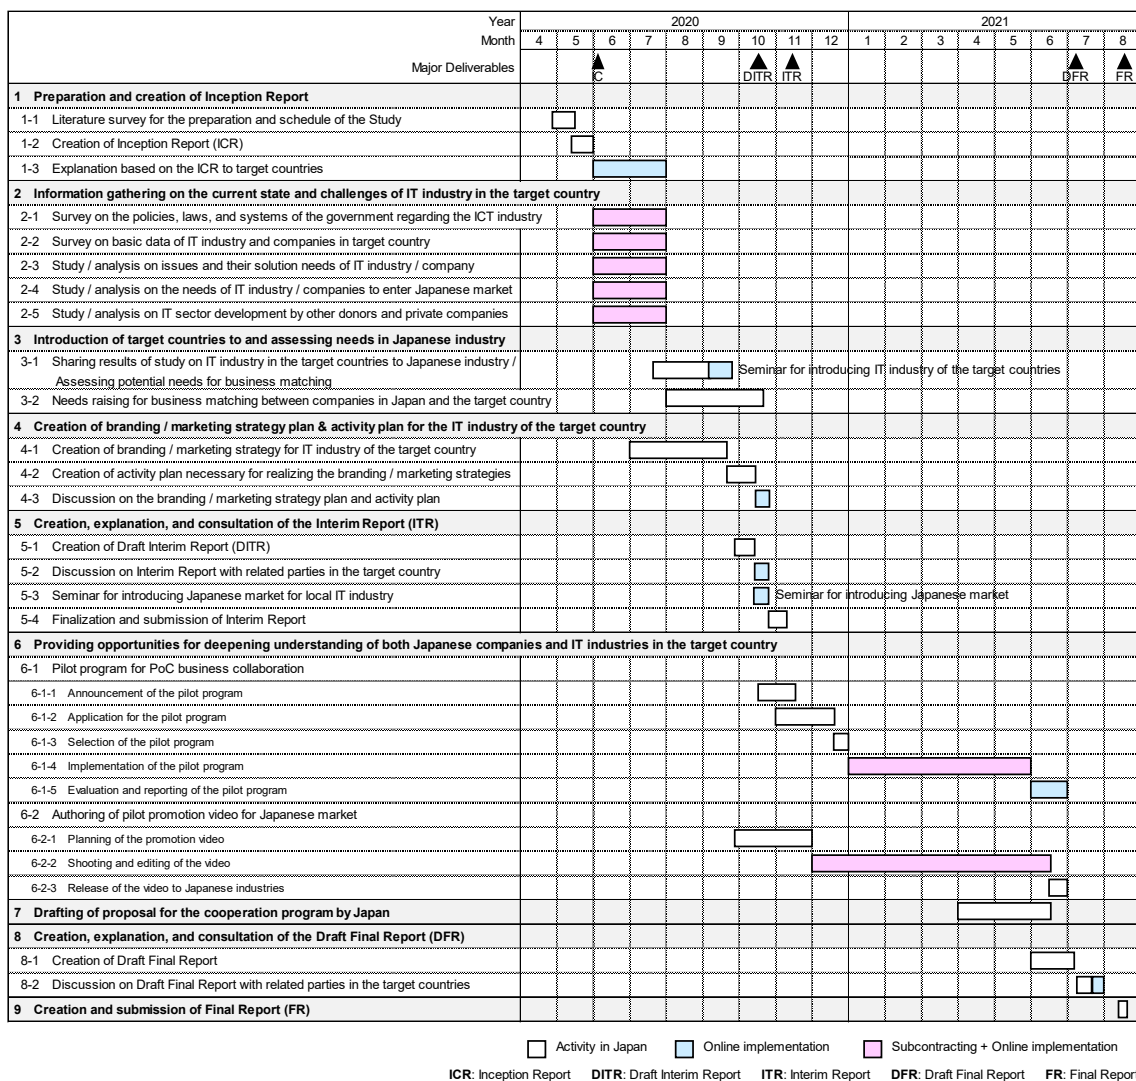 Year 2020 2021
Month 4 5 6 7 8 9 10 11 12 1 2 3 4 5 6 7 8
Major Deliverables
C DITR ITR DFR FR
1 Preparation and creation of Inception Report
1-1 Literature survey for the preparation and schedule of the Study
1-2 Creation of Inception Report (ICR)
1-3 Explanation based on the ICR to target countries
2 Information gathering on the current state and challenges of IT industry in the target country
2-1 Survey on the policies, laws, and systems of the government regarding the ICT industry
2-2 Survey on basic data of IT industry and companies in target country
2-3 Study / analysis on issues and their solution needs of IT industry / company
2-4 Study / analysis on the needs of IT industry / companies to enter Japanese market
2-5 Study / analysis on IT sector development by other donors and private companies
3 Introduction of target countries to and assessing needs in Japanese industry
3-1 Sharing results of study on IT industry in the target countries to Japanese industry /
Assessing potential needs for business matching
Seminar for introducing IT industry of the target countries
3-2 Needs raising for business matching between companies in Japan and the target country
4 Creation of branding / marketing strategy plan & activity plan for the IT industry of the target country
4-1 Creation of branding / marketing strategy for IT industry of the target country
4-2 Creation of activity plan necessary for realizing the branding / marketing strategies
4-3 Discussion on the branding / marketing strategy plan and activity plan
5 Creation, explanation, and consultation of the Interim Report (ITR)
5-1 Creation of Draft Interim Report (DITR)
5-2 Discussion on Interim Report with related parties in the target country
5-3 Seminar for introducing Japanese market for local IT industry Seminar for introducing Japanese market
5-4 Finalization and submission of Interim Report
6 Providing opportunities for deepening understanding of both Japanese companies and IT industries in the target country
6-1 Pilot program for PoC business collaboration
6-1-1 Announcement of the pilot program
6-1-2 Application for the pilot program
6-1-3 Selection of the pilot program
6-1-4 Implementation of the pilot program
6-1-5 Evaluation and reporting of the pilot program
6-2 Authoring of pilot promotion video for Japanese market
6-2-1 Planning of the promotion video
6-2-2 Shooting and editing of the video
6-2-3 Release of the video to Japanese industries
7 Drafting of proposal for the cooperation program by Japan
8 Creation, explanation, and consultation of the Draft Final Report (DFR)
8-1 Creation of Draft Final Report
8-2 Discussion on Draft Final Report with related parties in the target countries
9 Creation and submission of Final Report (FR)
Activity in Japan Online implementation Subcontracting + Online implementation
ICR: Inception Report DITR: Draft Interim Report ITR: Interim Report DFR: Draft Final Report FR: Final Report